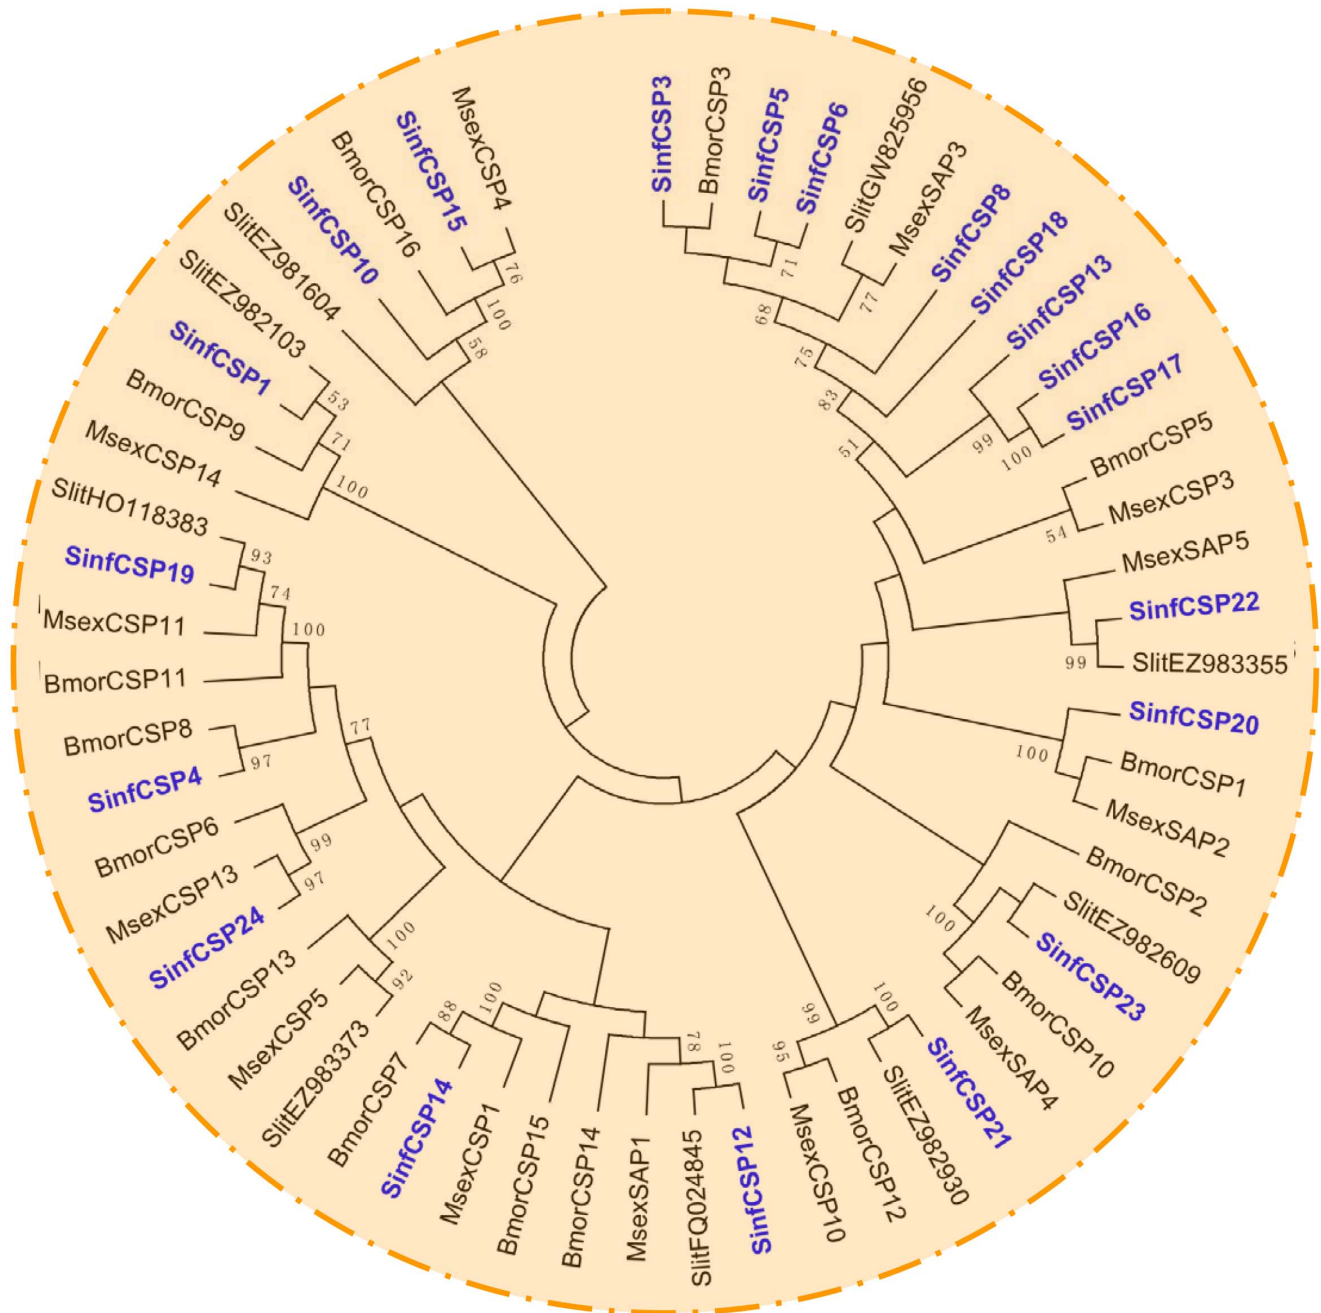 SinfCSP3
BmorCSP3
SinfCSP5
SinfCSP6
SlitGW825956
MsexSAP3
SinfCSP8
SinfCSP18
SinfCSP13
SinfCSP16
SinfCSP17
BmorCSP5
MsexCSP3
MsexSAP5
SinfCSP22
SlitEZ983355
SinfCSP20
BmorCSP1
MsexSAP2
BmorCSP2
SlitEZ982609
SinfCSP23
BmorCSP10
MsexSAP4
SinfCSP21
SlitEZ982930
BmorCSP12
MsexCSP10
SinfCSP12
SlitFQ024845
MsexSAP1
BmorCSP14
BmorCSP15
MsexCSP1
SinfCSP14
BmorCSP7
SlitEZ983373
MsexCSP5
BmorCSP13
SinfCSP24
MsexCSP13
BmorCSP6
SinfCSP4
BmorCSP8
BmorCSP11
MsexCSP11
SinfCSP19
SlitHO118383
MsexCSP14
BmorCSP9
SinfCSP1
SlitEZ982103
SlitEZ981604
SinfCSP10
BmorCSP16
SinfCSP15
MsexCSP4
71
68
77
75
83
51
99
100
54
99
100
100
100
99
95
100
78
100
88
92
100
97
99
97
77
100
74
93
100
71
53
58
100
76